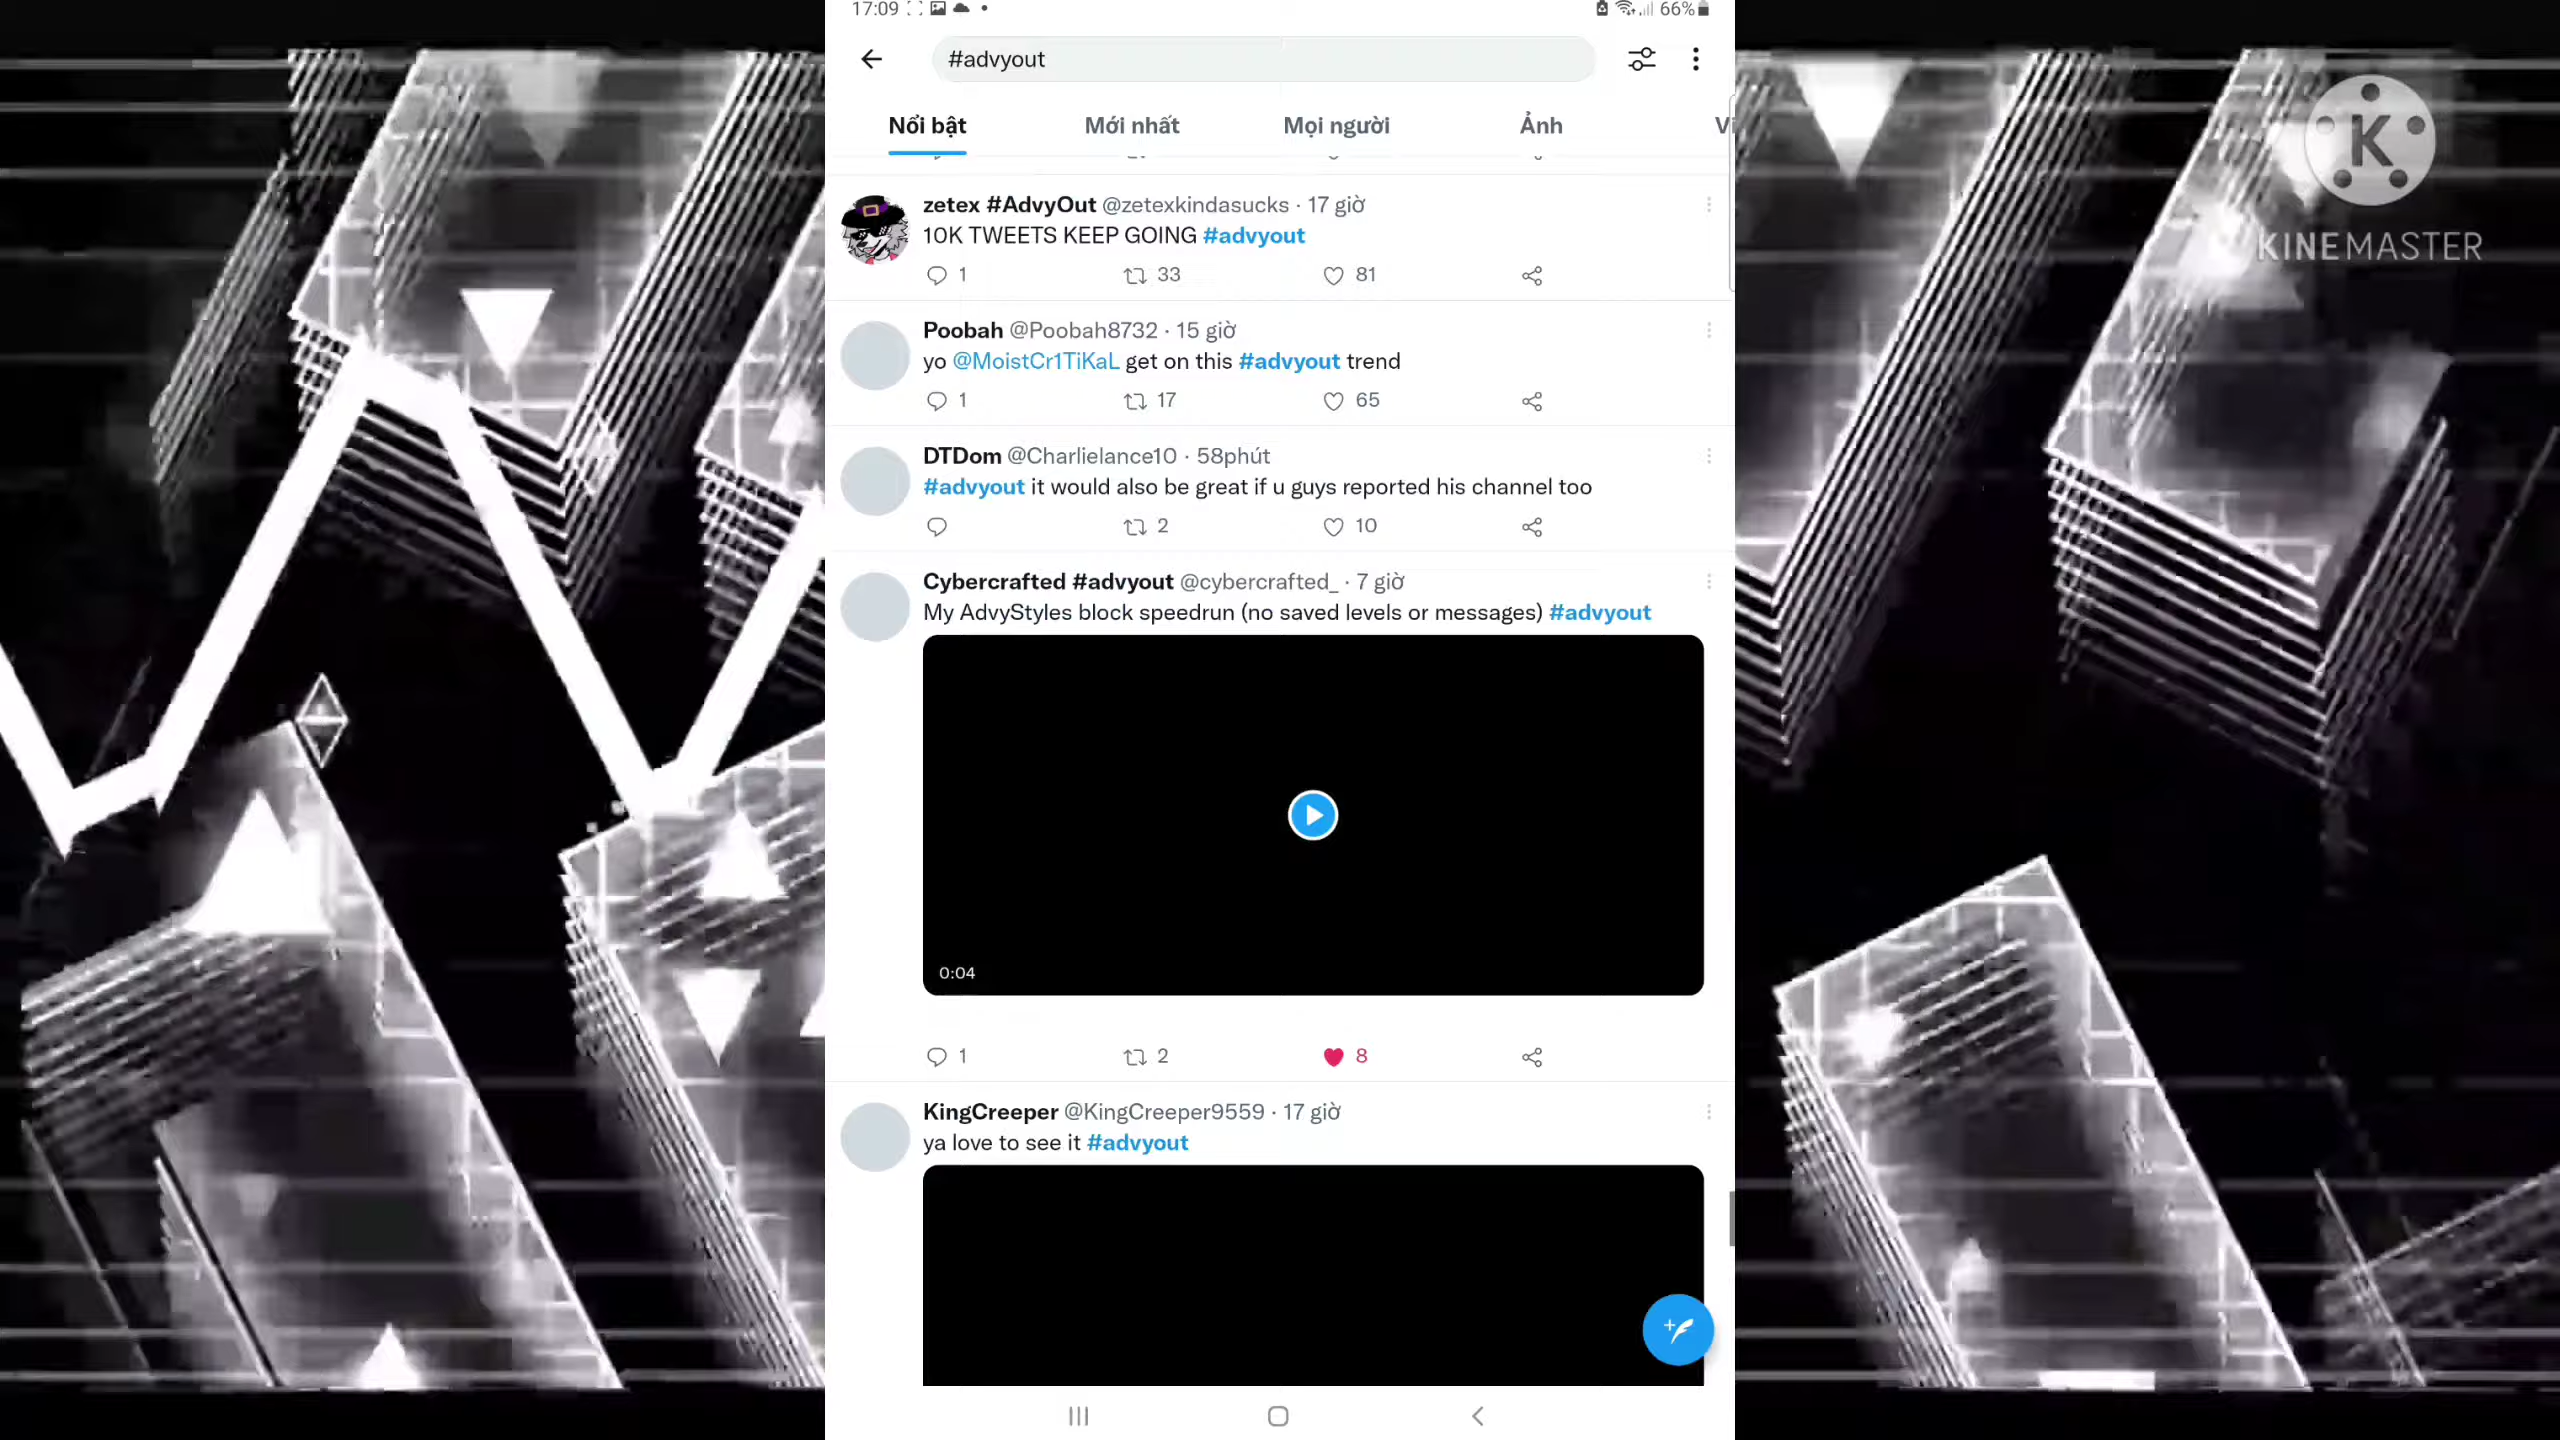 17:09 66%
#advyout
Nổi bật Mới nhất Mọi người Ảnh
K
KINEMASTER
zetex #AdvyOut @zetexkindasucks · 17 giờ
10K TWEETS KEEP GOING #advyout
1 33 81
Poobah @Poobah8732 · 15 giờ
yo @MoistCr1TiKaL get on this #advyout trend
1 17 65
DTDom @Charlielance10 · 58phút
#advyout it would also be great if u guys reported his channel too
2 10
Cybercrafted #advyout @cybercrafted_ · 7 giờ
My AdvyStyles block speedrun (no saved levels or messages) #advyout
0:04
1 2 8
KingCreeper @KingCreeper9559 · 17 giờ
ya love to see it #advyout